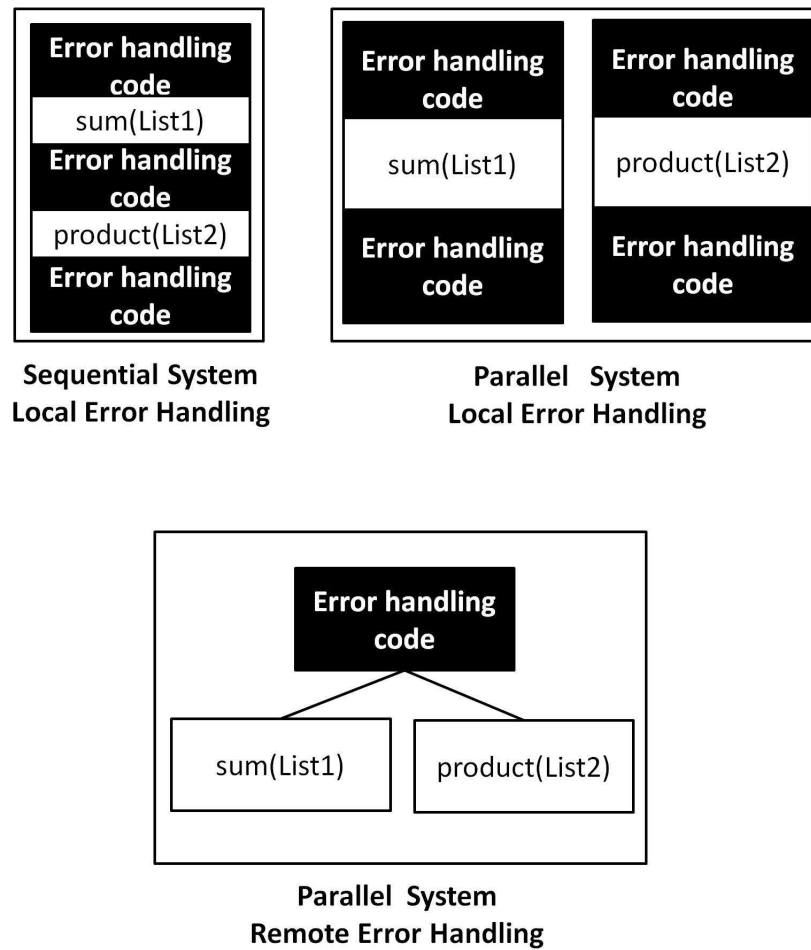 Error handling
code
sum(List1)
Error handling
code
product(List2)
Error handling
code
Sequential System
Local Error Handling
Error handling
code
sum(List1)
Error handling
code
Error handling
code
product(List2)
Error handling
code
Parallel System
Local Error Handling
Error handling
code
sum(List1)
product(List2)
Parallel System
Remote Error Handling